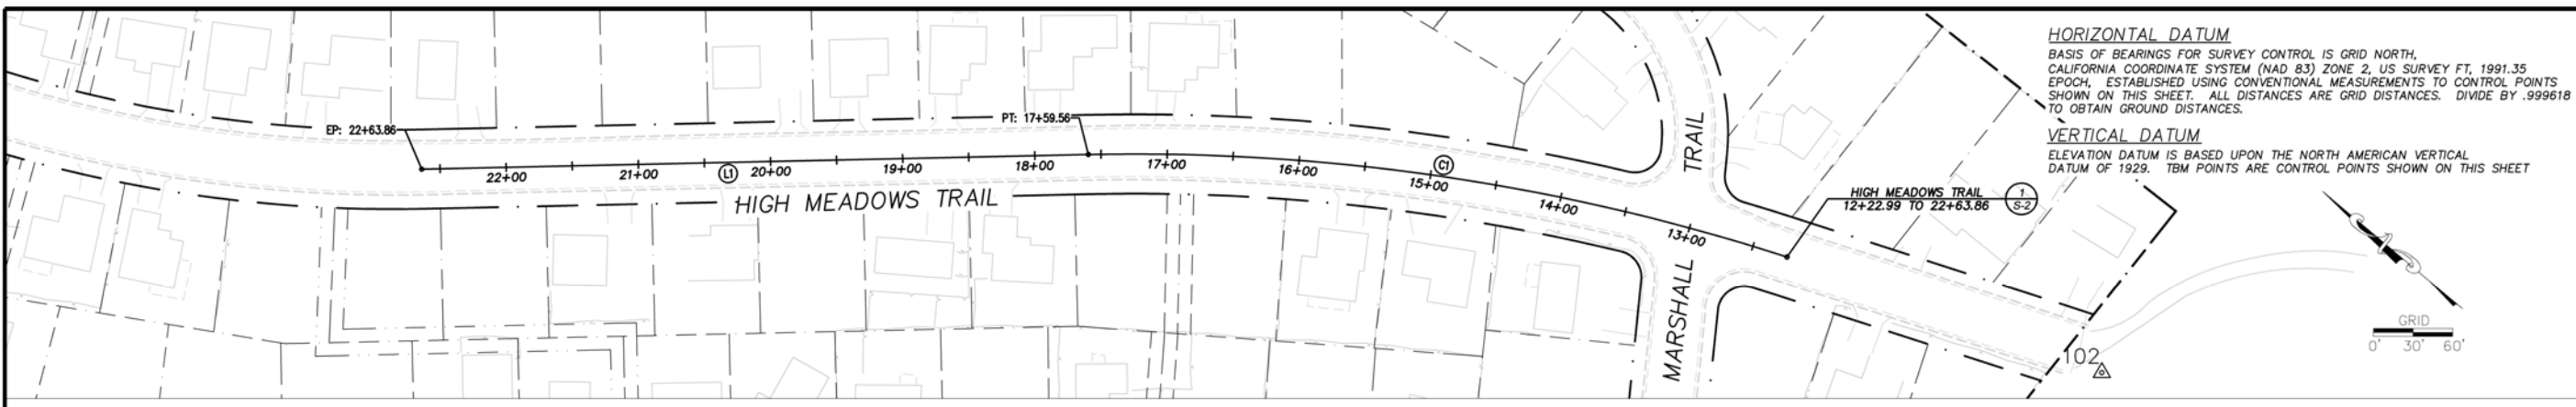 HORIZONTAL DATUM
BASIS OF BEARINGS FOR SURVEY CONTROL IS GRID NORTH,
CALIFORNIA COORDINATE SYSTEM (NAD 83) ZONE 2, US SURVEY FT, 1991.35
EPOCH, ESTABLISHED USING CONVENTIONAL MEASUREMENTS TO CONTROL POINTS
SHOWN ON THIS SHEET. ALL DISTANCES ARE GRID DISTANCES. DIVIDE BY .999618
TO OBTAIN GROUND DISTANCES.
VERTICAL DATUM
ELEVATION DATUM IS BASED UPON THE NORTH AMERICAN VERTICAL
DATUM OF 1929. TBM POINTS ARE CONTROL POINTS SHOWN ON THIS SHEET
EP: 22+63.86
PT: 17+59.56
22+00
21+00
L1
20+00
19+00
18+00
17+00
16+00
C1
15+00
14+00
13+00
HIGH MEADOWS TRAIL
MARSHALL TRAIL
HIGH MEADOWS TRAIL
12+22.99 TO 22+63.86
1
S-2
GRID
0' 30' 60'
102